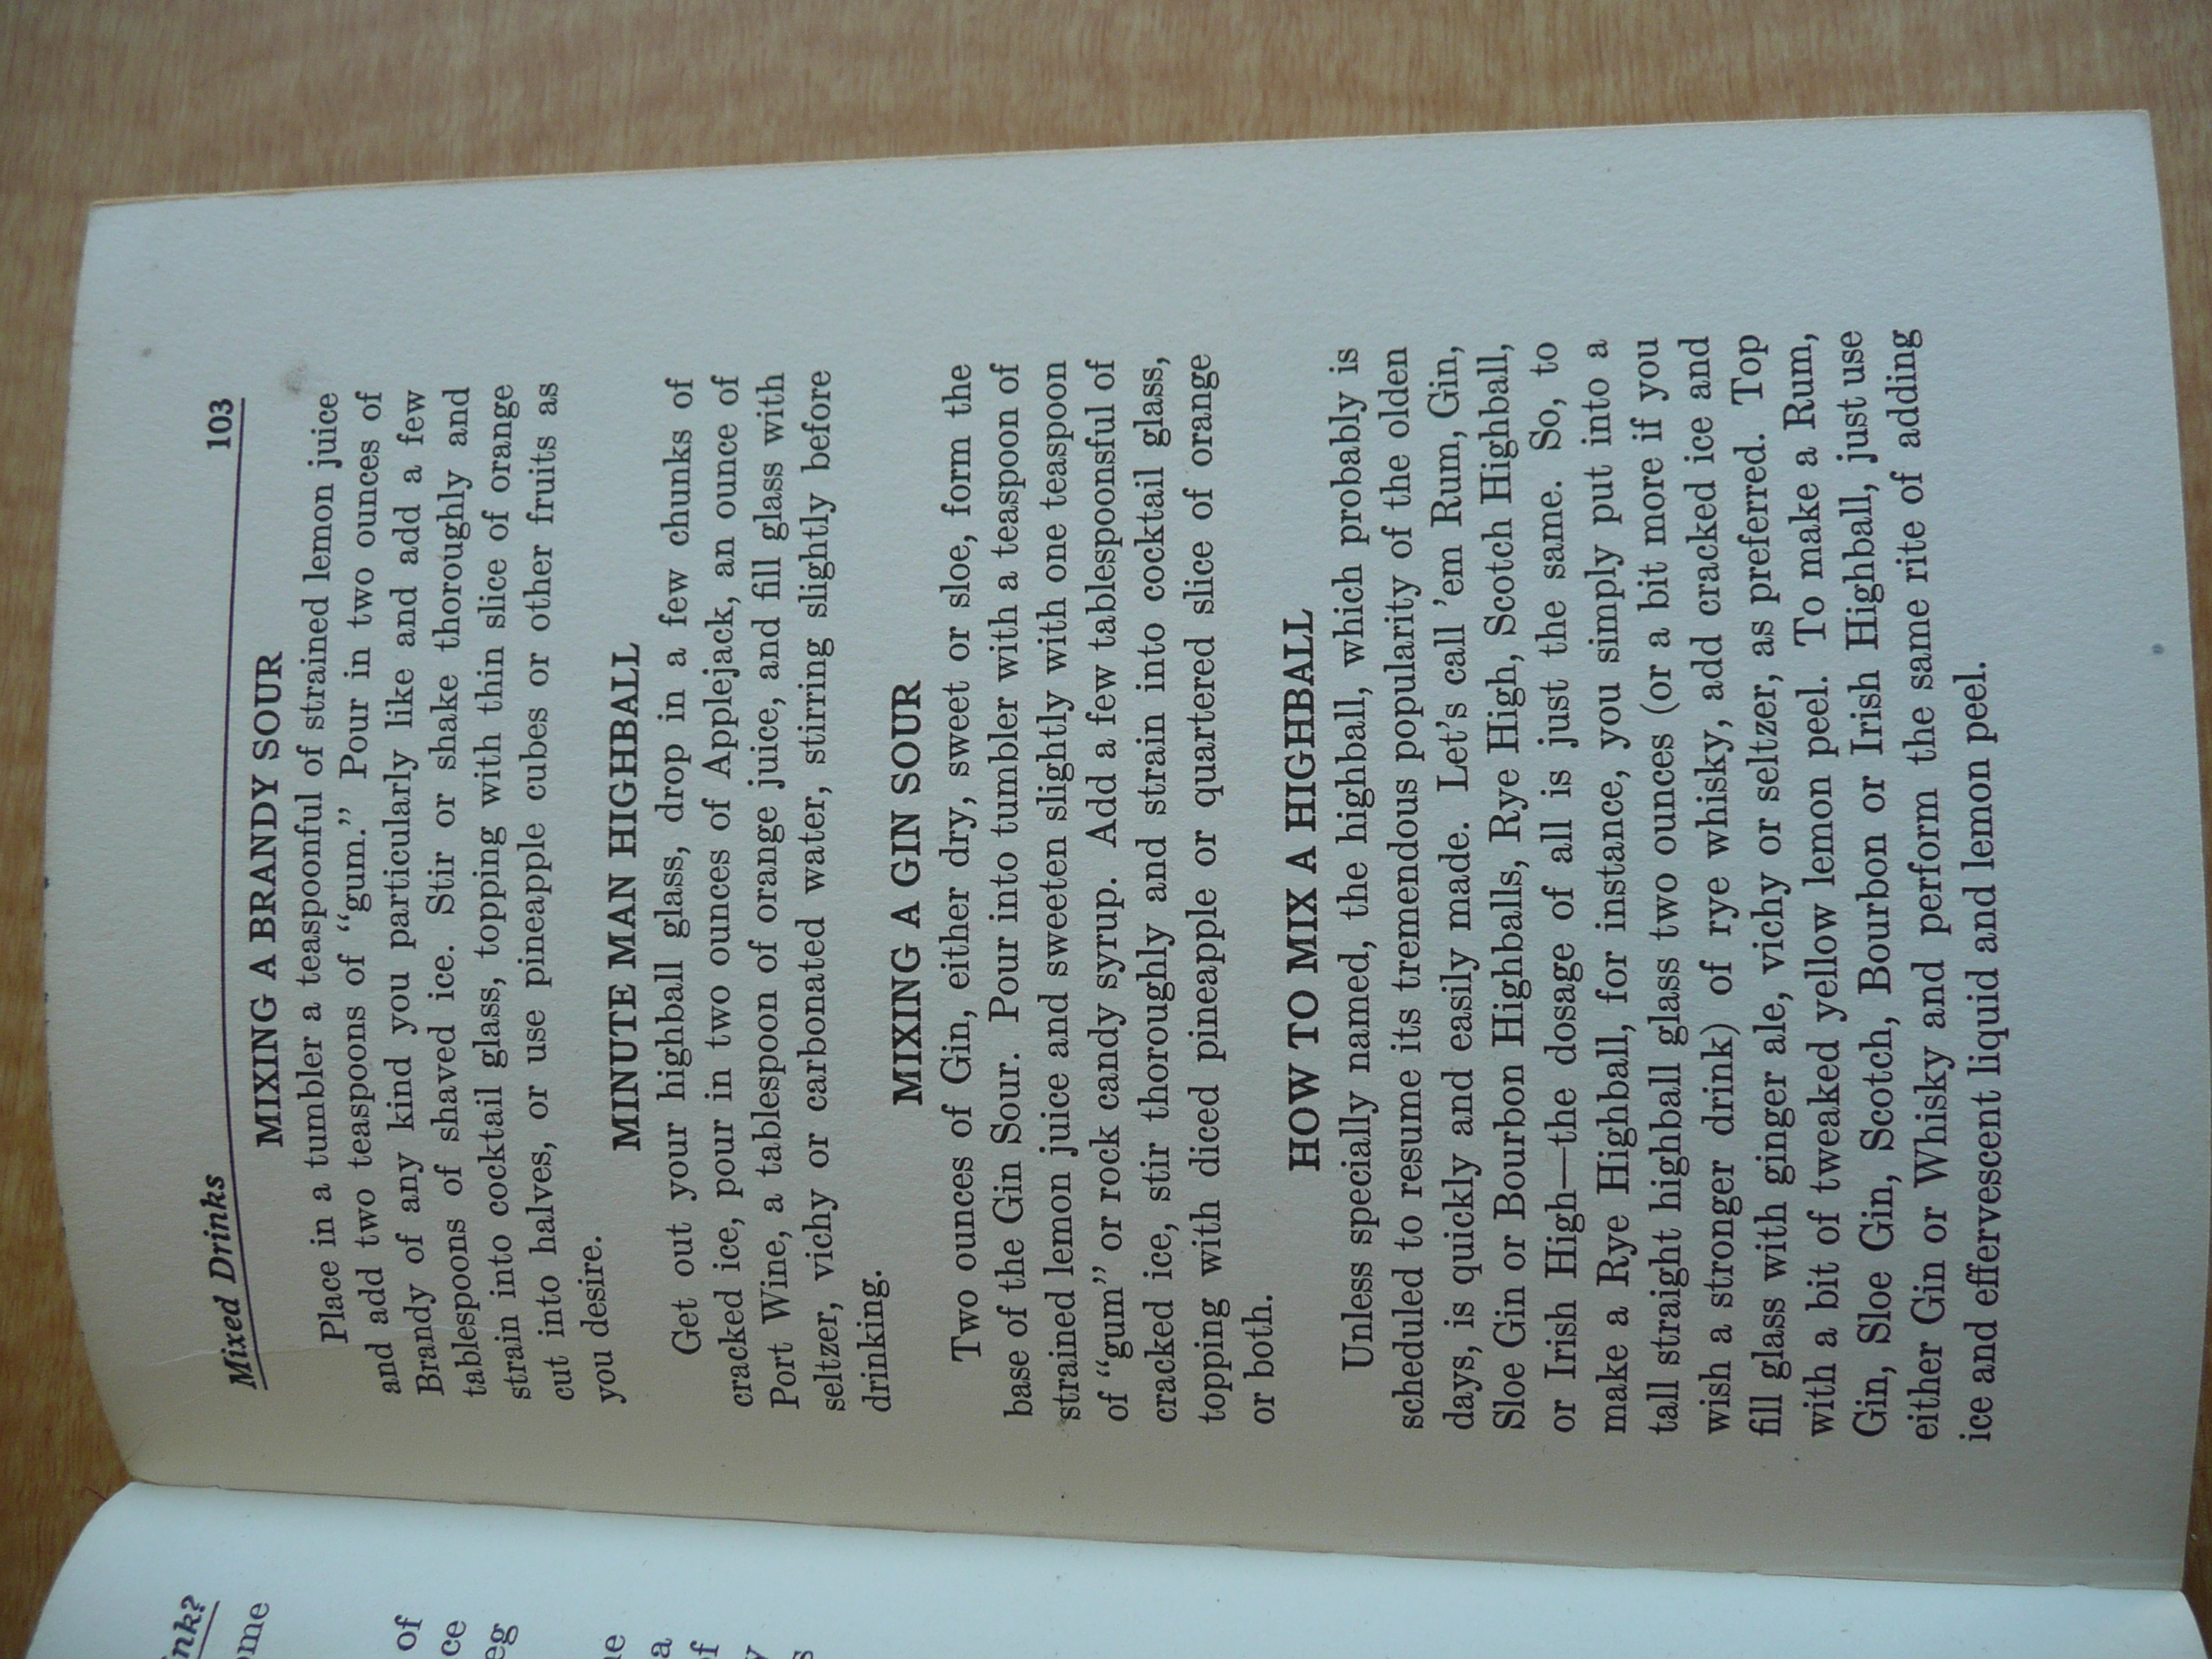 Mixed Drinks 103
MIXING A BRANDY SOUR
Place in a tumbler a teaspoonful of strained lemon juice
and add two teaspoons of “gum.” Pour in two ounces of
Brandy of any kind you particularly like and add a few
tablespoons of shaved ice. Stir or shake thoroughly and
strain into cocktail glass, topping with thin slice of orange
cut into halves, or use pineapple cubes or other fruits as
you desire.
MINUTE MAN HIGHBALL
Get out your highball glass, drop in a few chunks of
cracked ice, pour in two ounces of Applejack, an ounce of
Port Wine, a tablespoon of orange juice, and fill glass with
seltzer, vichy or carbonated water, stirring slightly before
drinking.
MIXING A GIN SOUR
Two ounces of Gin, either dry, sweet or sloe, form the
base of the Gin Sour. Pour into tumbler with a teaspoon of
strained lemon juice and sweeten slightly with one teaspoon
of “gum” or rock candy syrup. Add a few tablespoonsful of
cracked ice, stir thoroughly and strain into cocktail glass,
topping with diced pineapple or quartered slice of orange
or both.
HOW TO MIX A HIGHBALL
Unless specially named, the highball, which probably is
scheduled to resume its tremendous popularity of the olden
days, is quickly and easily made. Let's call 'em Rum, Gin,
Sloe Gin or Bourbon Highballs, Rye High, Scotch Highball,
or Irish High—the dosage of all is just the same. So, to
make a Rye Highball, for instance, you simply put into a
tall straight highball glass two ounces (or a bit more if you
wish a stronger drink) of rye whisky, add cracked ice and
fill glass with ginger ale, vichy or seltzer, as preferred. Top
with a bit of tweaked yellow lemon peel. To make a Rum,
Gin, Sloe Gin, Scotch, Bourbon or Irish Highball, just use
either Gin or Whisky and perform the same rite of adding
ice and effervescent liquid and lemon peel.